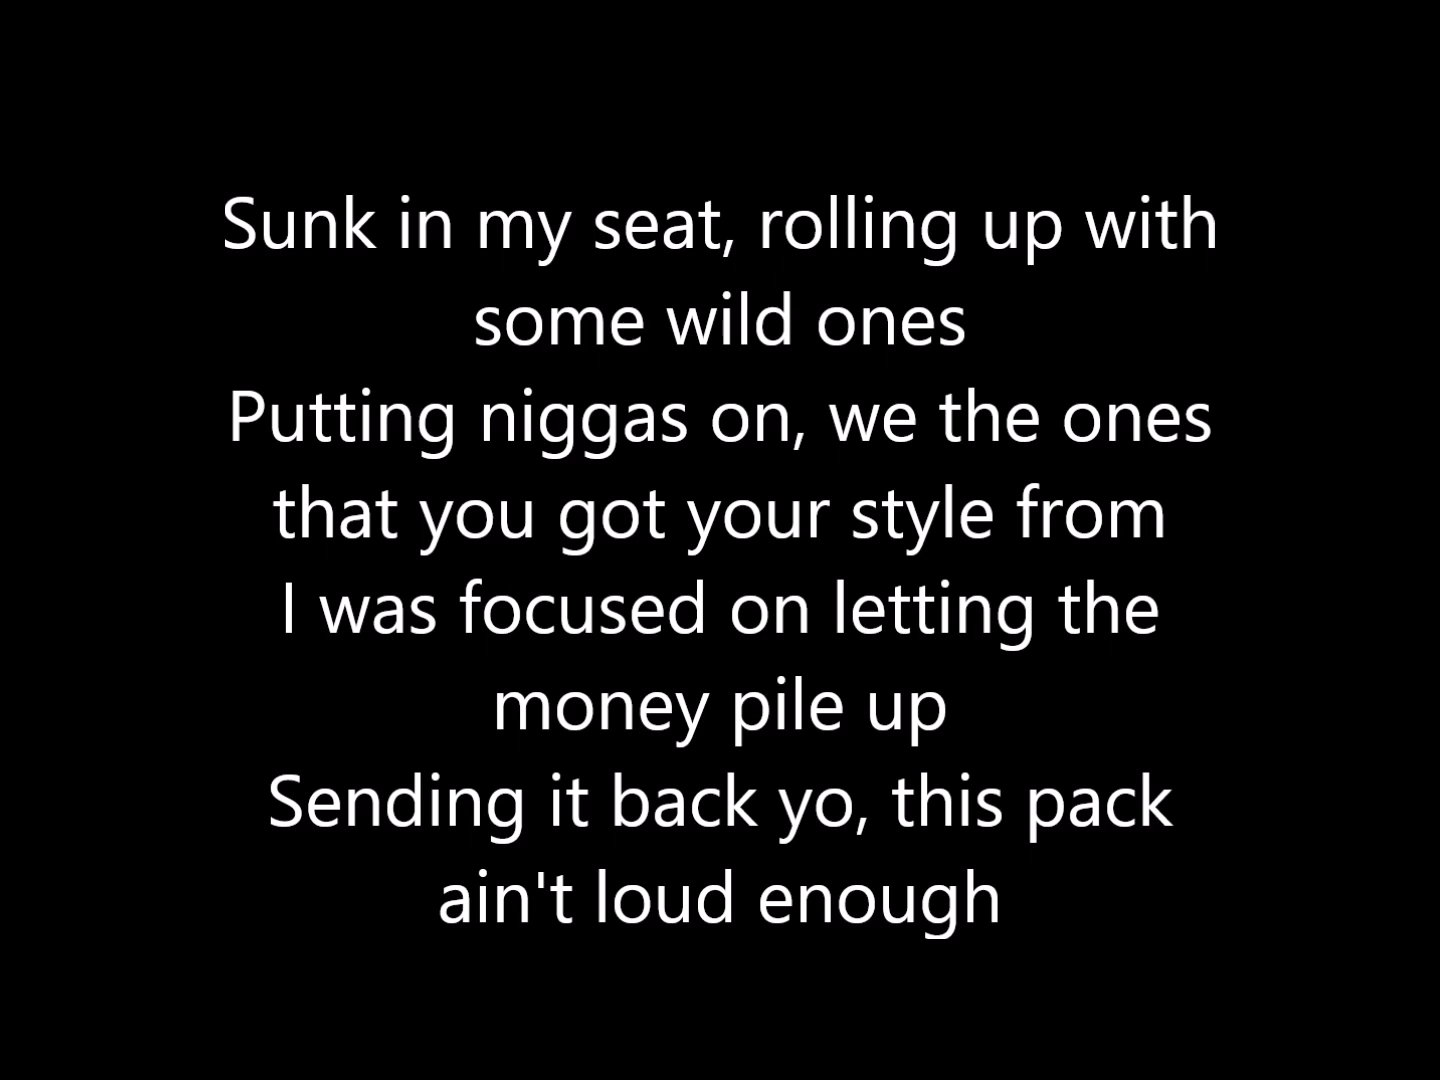 Sunk in my seat, rolling up with
some wild ones
Putting niggas on, we the ones
that you got your style from
I was focused on letting the
money pile up
Sending it back yo, this pack
ain't loud enough